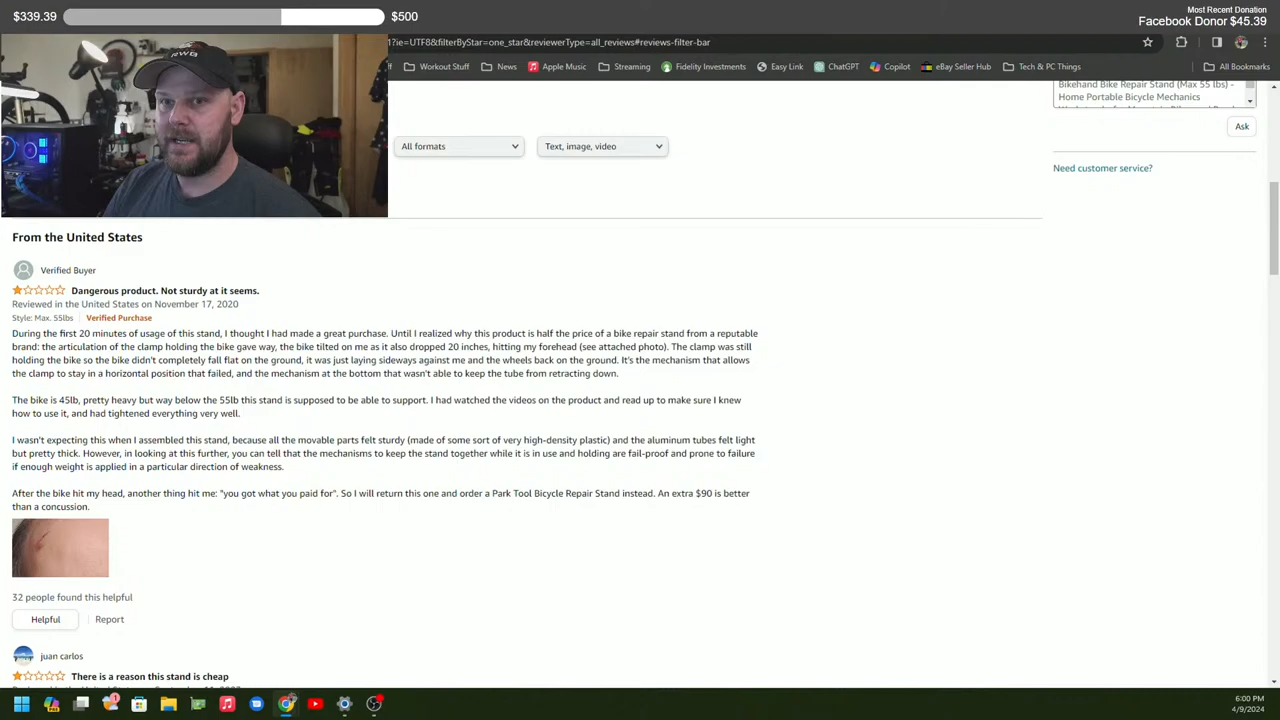 $339.39
$500
Most Recent Donation
Facebook Donor $45.39
1?ie=UTF8&filterByStar=one_star&reviewerType=all_reviews#reviews-filter-bar
Workout Stuff
News
Apple Music
Streaming
Fidelity Investments
Easy Link
ChatGPT
Copilot
eBay Seller Hub
Tech & PC Things
All Bookmarks
Bikehand Bike Repair Stand (Max 55 lbs) -
Home Portable Bicycle Mechanics
Ask
All formats
Text, image, video
Need customer service?
From the United States
Verified Buyer
Dangerous product. Not sturdy at it seems.
Reviewed in the United States on November 17, 2020
Style: Max. 55lbs
Verified Purchase
During the first 20 minutes of usage of this stand, I thought I had made a great purchase. Until I realized why this product is half the price of a bike repair stand from a reputable
brand: the articulation of the clamp holding the bike gave way, the bike tilted on me as it also dropped 20 inches, hitting my forehead (see attached photo). The clamp was still
holding the bike so the bike didn't completely fall flat on the ground, it was just laying sideways against me and the wheels back on the ground. It's the mechanism that allows
the clamp to stay in a horizontal position that failed, and the mechanism at the bottom that wasn't able to keep the tube from retracting down.
The bike is 45lb, pretty heavy but way below the 55lb this stand is supposed to be able to support. I had watched the videos on the product and read up to make sure I knew
how to use it, and had tightened everything very well.
I wasn't expecting this when I assembled this stand, because all the movable parts felt sturdy (made of some sort of very high-density plastic) and the aluminum tubes felt light
but pretty thick. However, in looking at this further, you can tell that the mechanisms to keep the stand together while it is in use and holding are fail-proof and prone to failure
if enough weight is applied in a particular direction of weakness.
After the bike hit my head, another thing hit me: "you got what you paid for". So I will return this one and order a Park Tool Bicycle Repair Stand instead. An extra $90 is better
than a concussion.
32 people found this helpful
Helpful
Report
juan carlos
There is a reason this stand is cheap
6:00 PM
4/9/2024